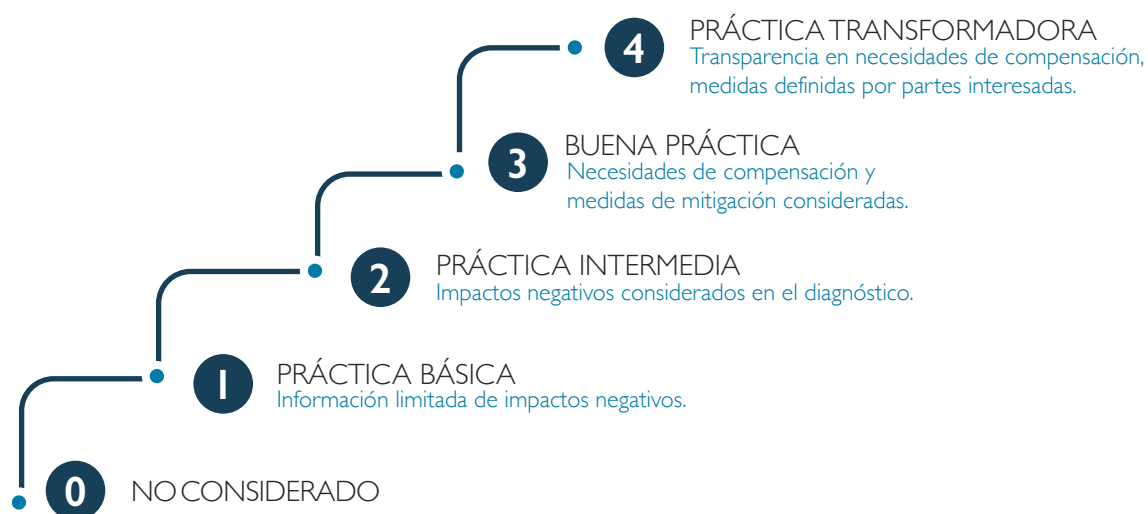 4
PRÁCTICA TRANSFORMADORA
Transparencia en necesidades de compensación,
medidas definidas por partes interesadas.
3
BUENA PRÁCTICA
Necesidades de compensación y
medidas de mitigación consideradas.
2
PRÁCTICA INTERMEDIA
Impactos negativos considerados en el diagnóstico.
1
PRÁCTICA BÁSICA
Información limitada de impactos negativos.
0
NO CONSIDERADO